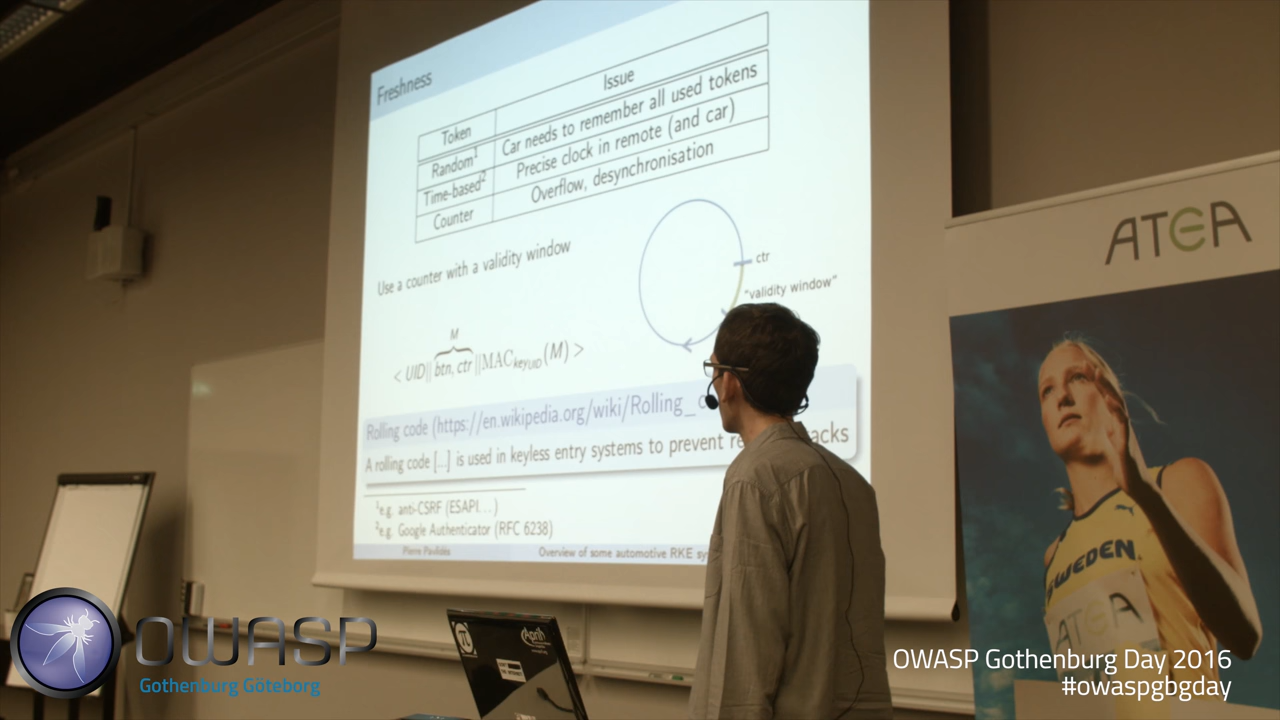 Freshness
Token Issue
Random¹ Car needs to remember all used tokens
Time-based² Precise clock in remote (and car)
Counter Overflow, desynchronisation
Use a counter with a validity window
ctr
"validity window"
M
< UID||btn, ctr||MAC keyUID (M) >
Rolling code (https://en.wikipedia.org/wiki/Rolling_
A rolling code [...] is used in keyless entry systems to prevent
¹e.g. anti-CSRF (ESAPI...)
²e.g. Google Authenticator (RFC 6238)
Pierre Pavlidès Overview of some automotive RKE
ATEA
SWEDEN
ATEA
π
April
OWASP
Gothenburg Göteborg
OWASP Gothenburg Day 2016
#owaspgbgday